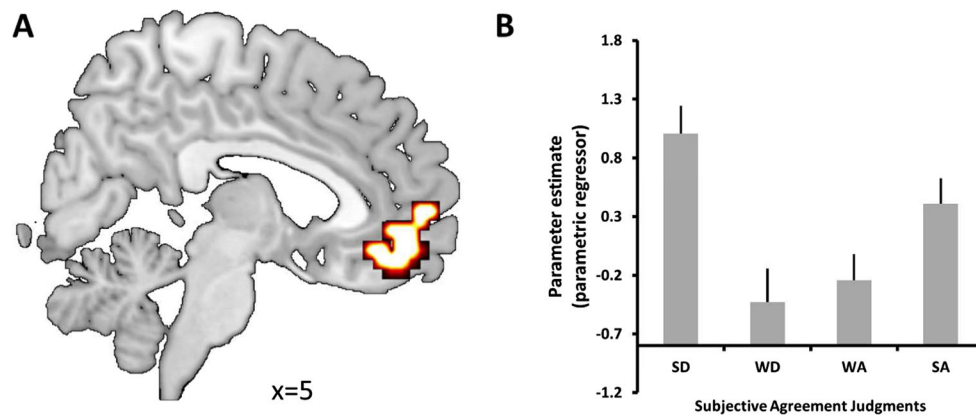 A
x=5
B
Parameter estimate
(parametric regressor)
1.8
1.3
0.8
0.3
-0.2
-0.7
-1.2
SD WD WA SA
Subjective Agreement Judgments